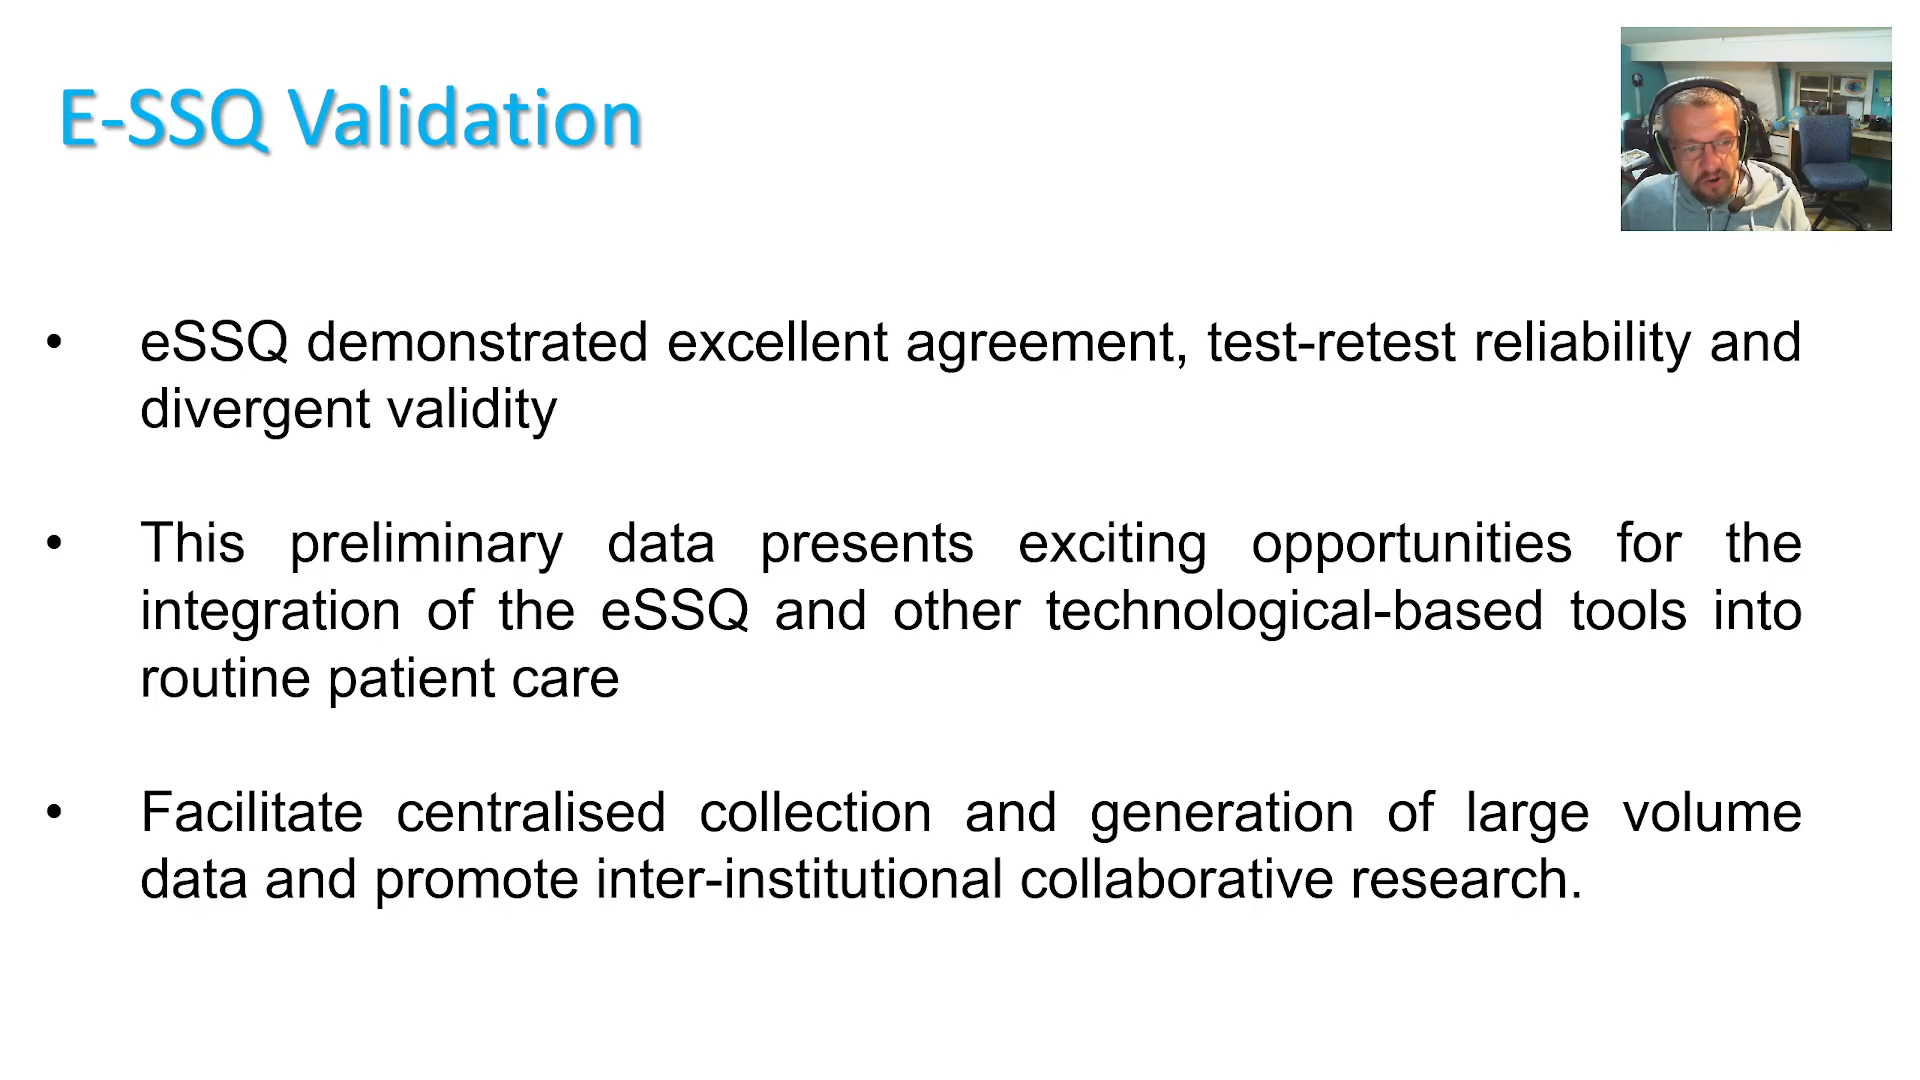 E-SSQ Validation
• eSSQ demonstrated excellent agreement, test-retest reliability and
divergent validity
• This preliminary data presents exciting opportunities for the
integration of the eSSQ and other technological-based tools into
routine patient care
• Facilitate centralised collection and generation of large volume
data and promote inter-institutional collaborative research.